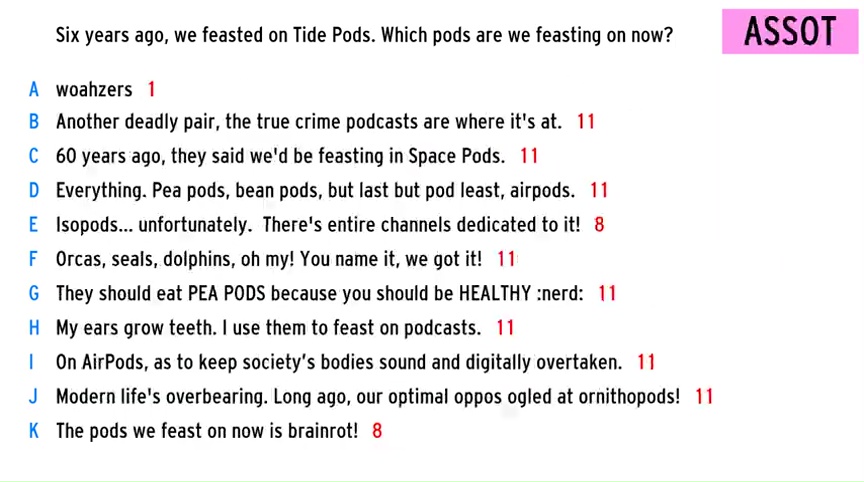 Six years ago, we feasted on Tide Pods. Which pods are we feasting on now?
ASSOT
A woahzers 1
B Another deadly pair, the true crime podcasts are where it's at. 11
C 60 years ago, they said we'd be feasting in Space Pods. 11
D Everything. Pea pods, bean pods, but last but pod least, airpods. 11
E Isopods... unfortunately. There's entire channels dedicated to it! 8
F Orcas, seals, dolphins, oh my! You name it, we got it! 11
G They should eat PEA PODS because you should be HEALTHY :nerd: 11
H My ears grow teeth. I use them to feast on podcasts. 11
I On AirPods, as to keep society's bodies sound and digitally overtaken. 11
J Modern life's overbearing. Long ago, our optimal oppos ogled at ornithopods! 11
K The pods we feast on now is brainrot! 8